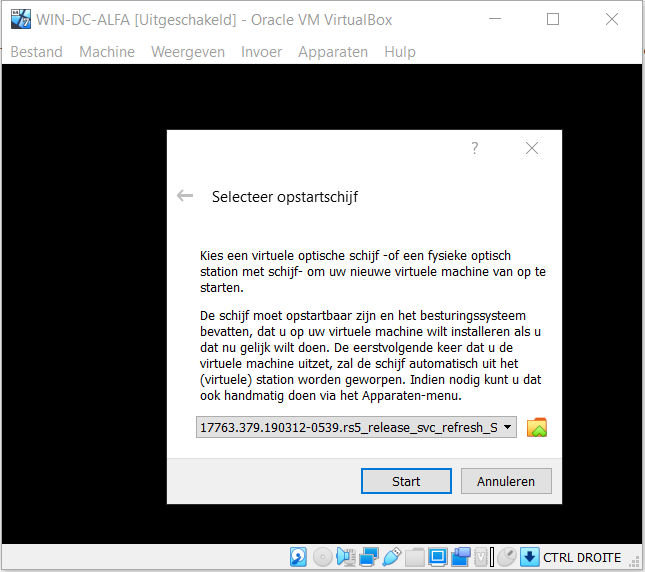 WIN-DC-ALFA [Uitgeschakeld] - Oracle VM VirtualBox
Bestand Machine Weergeven Invoer Apparaten Hulp
?
Selecteer opstartschijf
Kies een virtuele optische schijf -of een fysieke optisch
station met schijf- om uw nieuwe virtuele machine van op te
starten.
De schijf moet opstartbaar zijn en het besturingssysteem
bevatten, dat u op uw virtuele machine wilt installeren als u
dat nu gelijk wilt doen. De eerstvolgende keer dat u de
virtuele machine uitzet, zal de schijf automatisch uit het
(virtuele) station worden geworpen. Indien nodig kunt u dat
ook handmatig doen via het Apparaten-menu.
17763.379.190312-0539.rs5_release_svc_refresh_S
Start Annuleren
CTRL DROITE